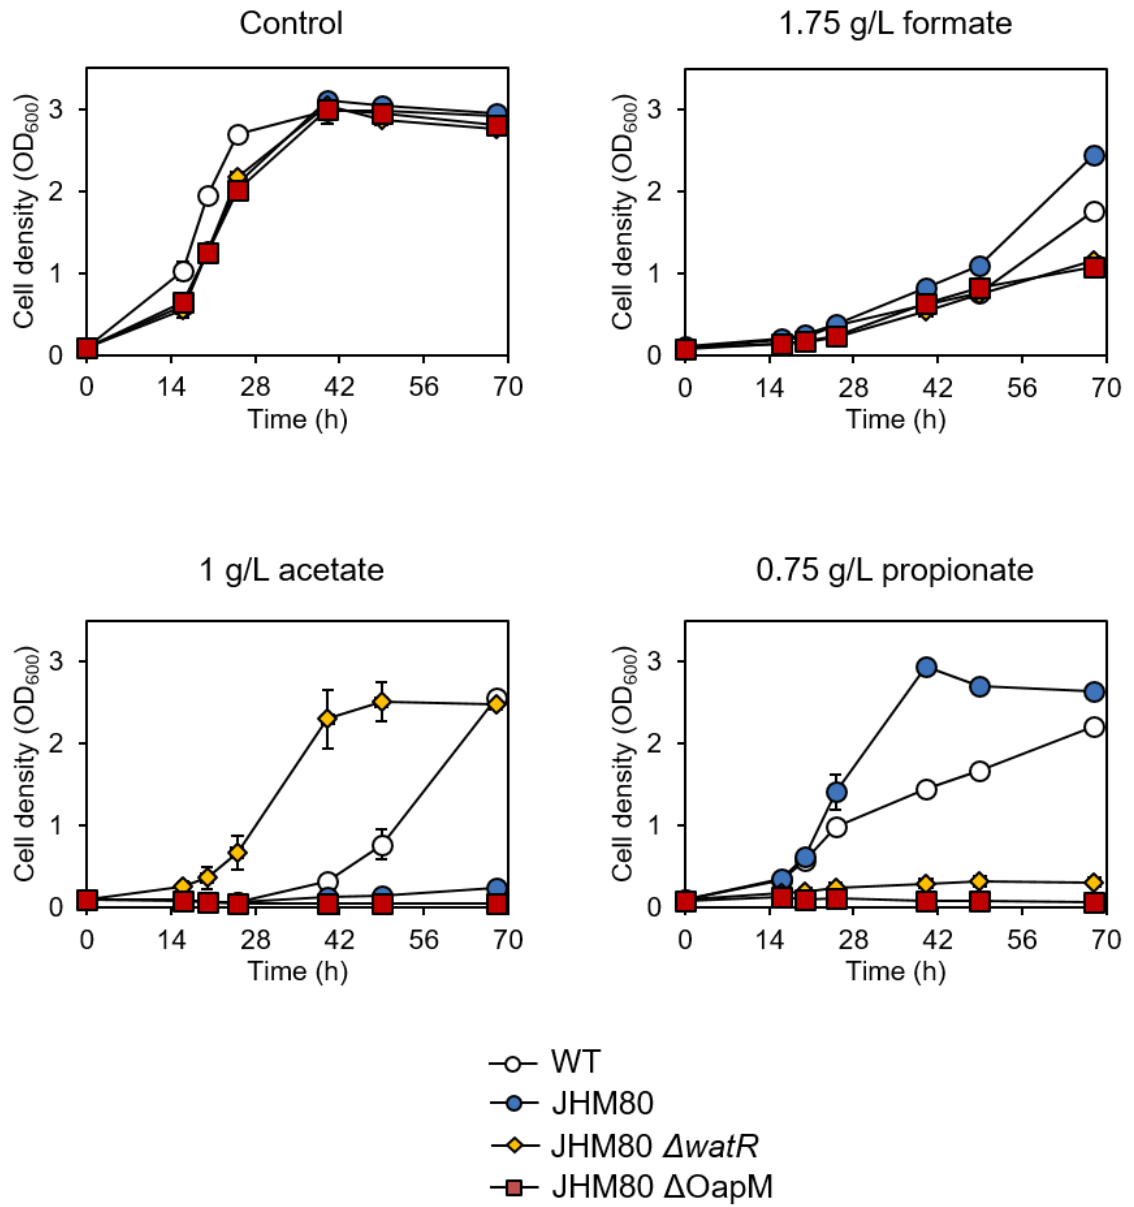 Control
Cell density (OD₆₀₀)
3
2
1
0
0 14 28 42 56 70
Time (h)
1.75 g/L formate
Cell density (OD₆₀₀)
3
2
1
0
0 14 28 42 56 70
Time (h)
1 g/L acetate
Cell density (OD₆₀₀)
3
2
1
0
0 14 28 42 56 70
Time (h)
0.75 g/L propionate
Cell density (OD₆₀₀)
3
2
1
0
0 14 28 42 56 70
Time (h)
WT
JHM80
JHM80 ΔwatR
JHM80 ΔOapM